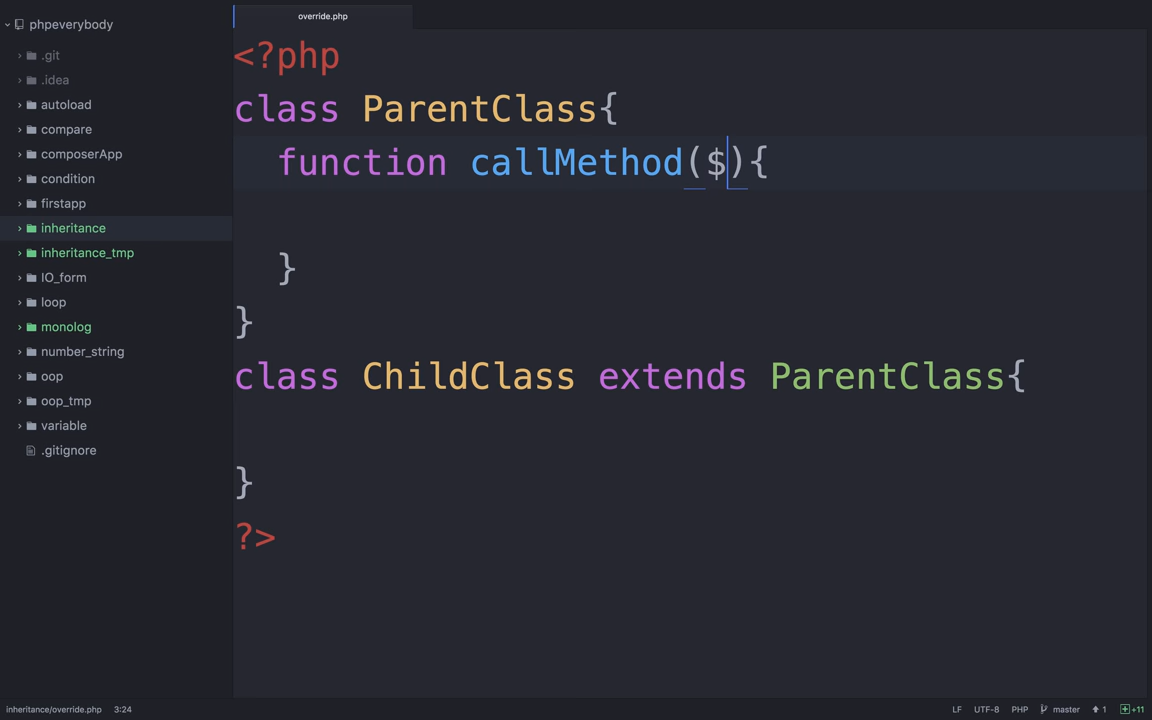 phpeverybody
.git
.idea
autoload
compare
composerApp
condition
firstapp
inheritance
inheritance_tmp
IO_form
loop
monolog
number_string
oop
oop_tmp
variable
.gitignore
override.php
<?php
class ParentClass{
  function callMethod($){

  }
}
class ChildClass extends ParentClass{

}
?>
inheritance/override.php 3:24 LF UTF-8 PHP master 1 +11